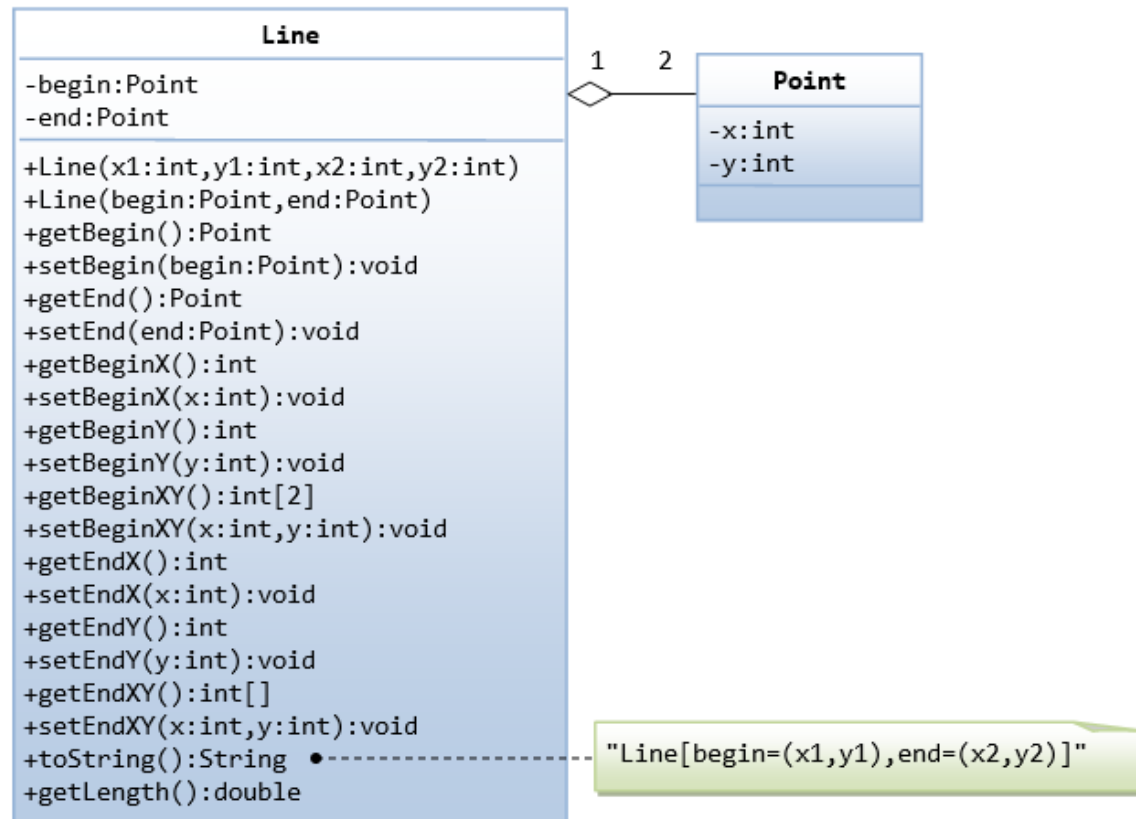 Line
-begin:Point
-end:Point
+Line(x1:int,y1:int,x2:int,y2:int)
+Line(begin:Point,end:Point)
+getBegin():Point
+setBegin(begin:Point):void
+getEnd():Point
+setEnd(end:Point):void
+getBeginX():int
+setBeginX(x:int):void
+getBeginY():int
+setBeginY(y:int):void
+getBeginXY():int[2]
+setBeginXY(x:int,y:int):void
+getEndX():int
+setEndX(x:int):void
+getEndY():int
+setEndY(y:int):void
+getEndXY():int[]
+setEndXY(x:int,y:int):void
+toString():String
+getLength():double
1 2
Point
-x:int
-y:int
"Line[begin=(x1,y1),end=(x2,y2)]"